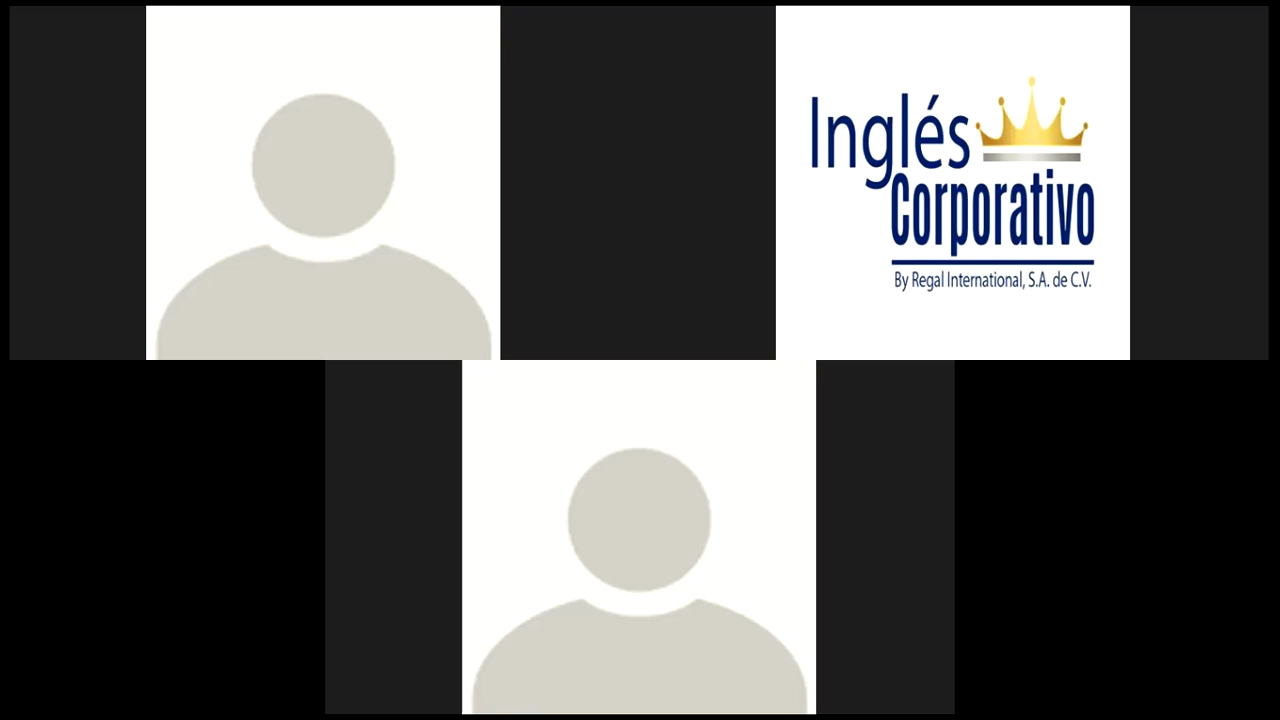 Inglés
Corporativo
By Regal International, S.A. de C.V.